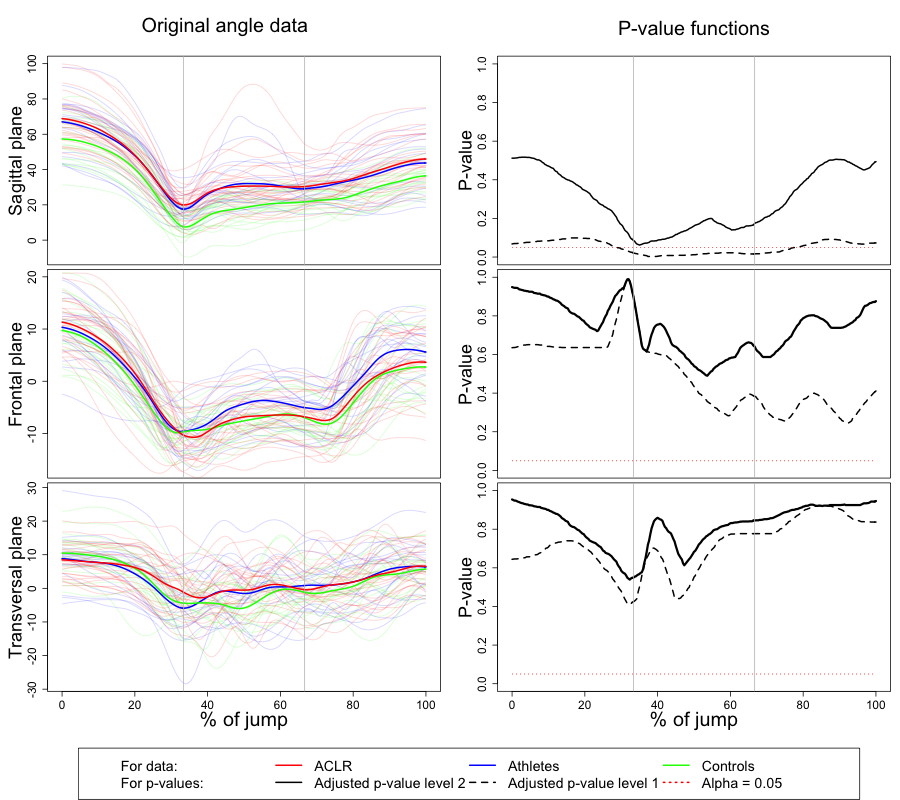 Original angle data
P-value functions
Sagittal plane
0 20 40 60 80 100
P-value
0.0 0.2 0.4 0.6 0.8 1.0
Frontal plane
-10 0 10 20
P-value
0.0 0.2 0.4 0.6 0.8 1.0
Transversal plane
-30 -20 -10 0 10 20 30
P-value
0.0 0.2 0.4 0.6 0.8 1.0
0 20 40 60 80 100
0 20 40 60 80 100
% of jump
% of jump
For data: ACLR Athletes Controls
For p-values: Adjusted p-value level 2 Adjusted p-value level 1 Alpha = 0.05